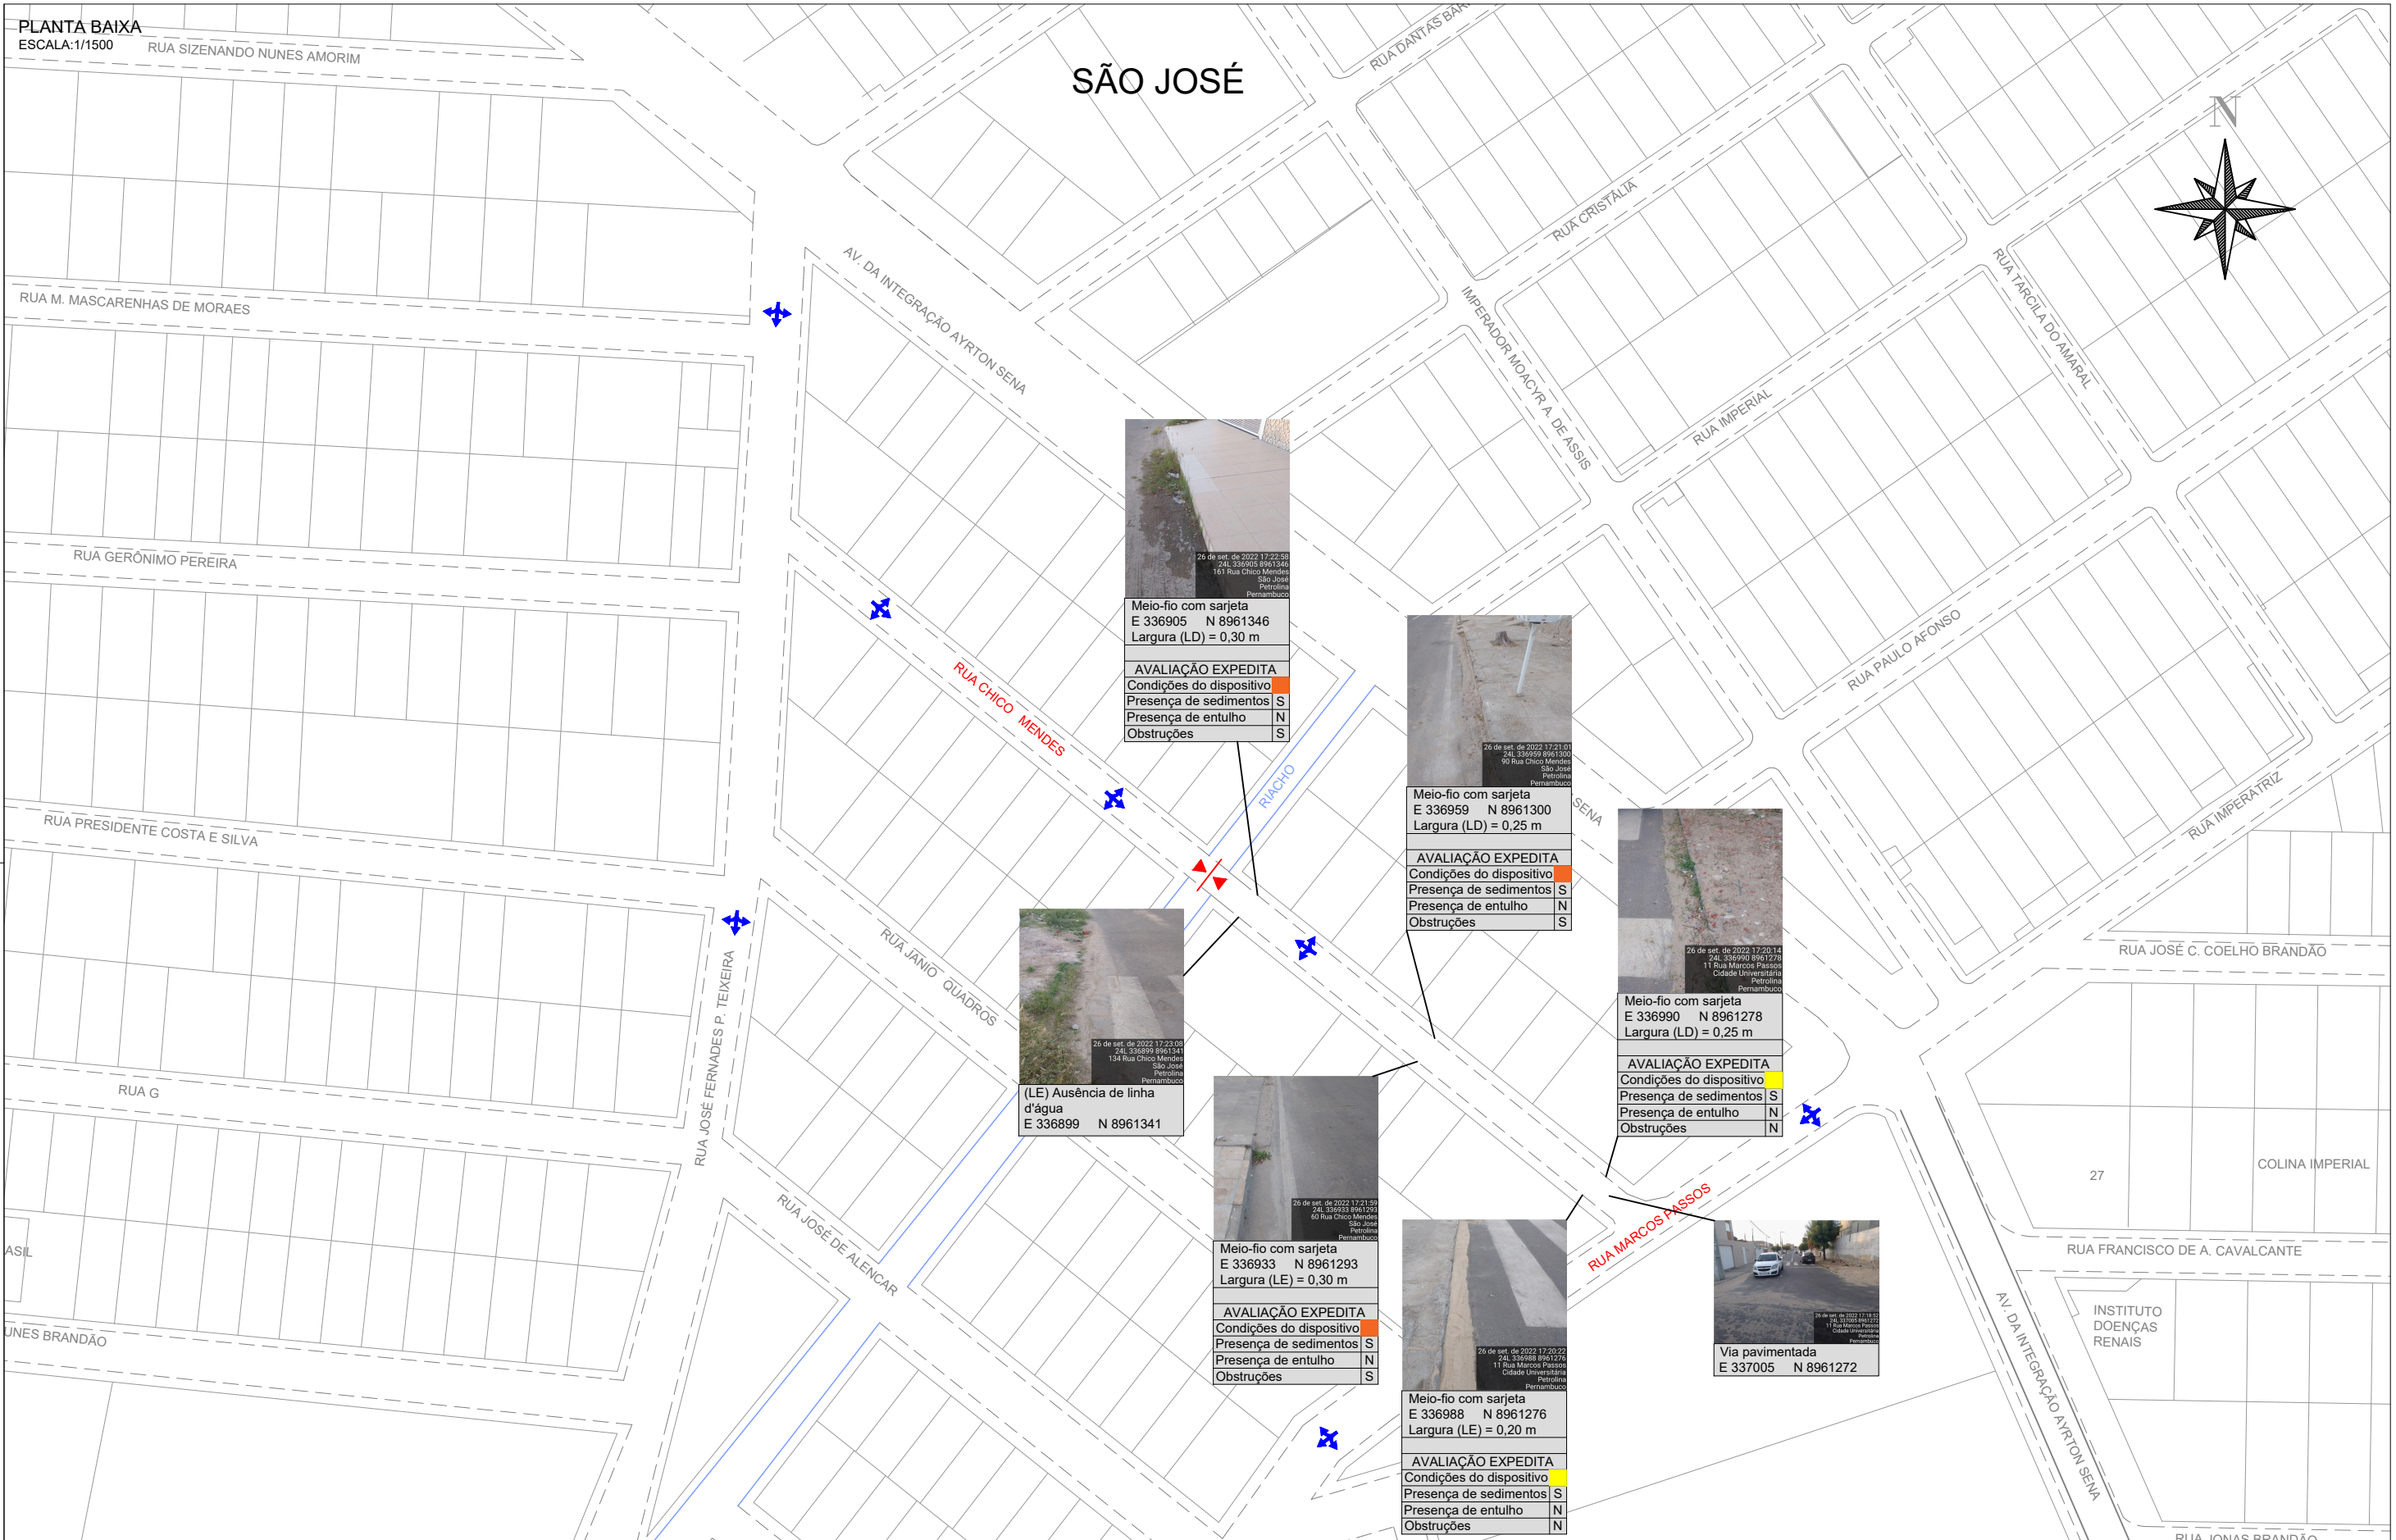 PLANTA BAIXA
ESCALA:1/1500
RUA SIZENANDO NUNES AMORIM
SÃO JOSÉ
RUA DANTAS BAR
N
RUA CRISTÁLIA
RUA M. MASCARENHAS DE MORAES
AV. DA INTEGRAÇÃO AYRTON SENA
IMPERADOR MOACYR A. DE ASSIS
RUA TARCILA DO AMARAL
RUA IMPERIAL
RUA GERÔNIMO PEREIRA
26 de set. de 2022 17:22:58
24L 336905 8961346
161 Rua Chico Mendes
São José
Petrolina
Pernambuco
Meio-fio com sarjeta
E 336905 N 8961346
Largura (LD) = 0,30 m
AVALIAÇÃO EXPEDITA
Condições do dispositivo
Presença de sedimentos S
Presença de entulho N
Obstruções S
RUA CHICO MENDES
RUA PAULO AFONSO
26 de set. de 2022 17:21:01
24L 336959 8961300
90 Rua Chico Mendes
São José
Petrolina
Pernambuco
Meio-fio com sarjeta
E 336959 N 8961300
Largura (LD) = 0,25 m
AVALIAÇÃO EXPEDITA
Condições do dispositivo
Presença de sedimentos S
Presença de entulho N
Obstruções S
RIACHO
SENA
RUA IMPERATRIZ
RUA PRESIDENTE COSTA E SILVA
26 de set. de 2022 17:20:14
24L 336990 8961278
11 Rua Marcos Passos
Cidade Universitária
Petrolina
Pernambuco
Meio-fio com sarjeta
E 336990 N 8961278
Largura (LD) = 0,25 m
AVALIAÇÃO EXPEDITA
Condições do dispositivo
Presença de sedimentos S
Presença de entulho N
Obstruções N
RUA JOSÉ C. COELHO BRANDÃO
RUA JANIO QUADROS
RUA JOSÉ FERNADES P. TEIXEIRA
26 de set. de 2022 17:23:08
24L 336899 8961341
134 Rua Chico Mendes
São José
Petrolina
Pernambuco
(LE) Ausência de linha
d'água
E 336899 N 8961341
RUA G
26 de set. de 2022 17:21:59
24L 336933 8961293
60 Rua Chico Mendes
São José
Petrolina
Pernambuco
Meio-fio com sarjeta
E 336933 N 8961293
Largura (LE) = 0,30 m
AVALIAÇÃO EXPEDITA
Condições do dispositivo
Presença de sedimentos S
Presença de entulho N
Obstruções S
COLINA IMPERIAL
27
RUA MARCOS PASSOS
RUA JOSÉ DE ALENCAR
ASIL
RUA FRANCISCO DE A. CAVALCANTE
26 de set. de 2022 17:20:22
24L 336988 8961276
11 Rua Marcos Passos
Cidade Universitária
Petrolina
Pernambuco
Meio-fio com sarjeta
E 336988 N 8961276
Largura (LE) = 0,20 m
AVALIAÇÃO EXPEDITA
Condições do dispositivo
Presença de sedimentos S
Presença de entulho N
Obstruções N
24L 337005 8961272
11 Rua Marcos Passos
Cidade Universitária
Petrolina
Pernambuco
Via pavimentada
E 337005 N 8961272
INSTITUTO
DOENÇAS
RENAIS
UNES BRANDÃO
AV. DA INTEGRAÇÃO AYRTON SENA
RUA JONAS BRANDÃO